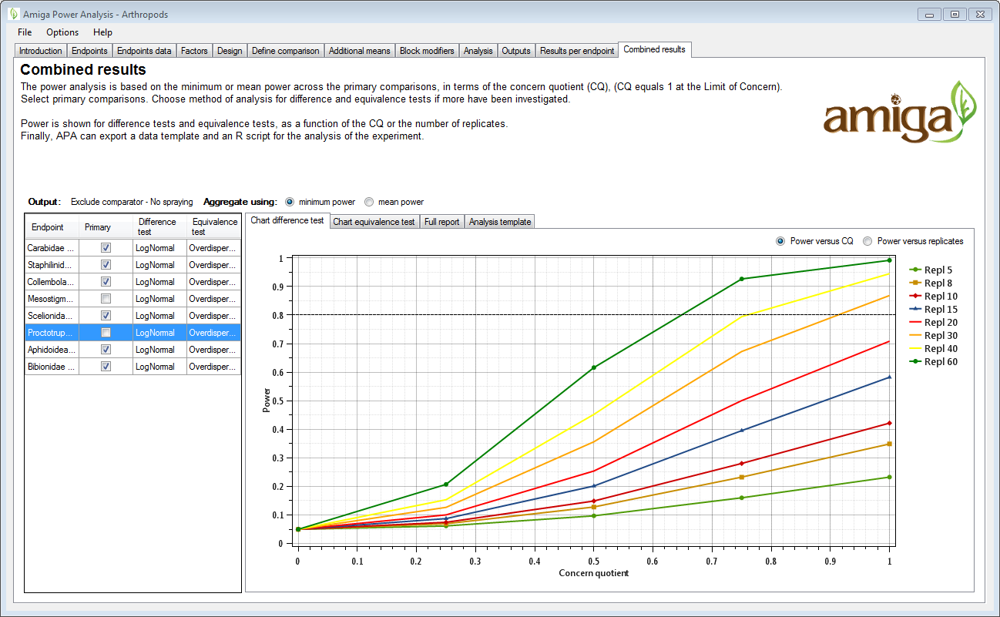 Amiga Power Analysis - Arthropods
File Options Help
Introduction Endpoints Endpoints data Factors Design Define comparison Additional means Block modifiers Analysis Outputs Results per endpoint Combined results
Combined results
The power analysis is based on the minimum or mean power across the primary comparisons, in terms of the concern quotient (CQ), (CQ equals 1 at the Limit of Concern).
Select primary comparisons. Choose method of analysis for difference and equivalence tests if more have been investigated.
Power is shown for difference tests and equivalence tests, as a function of the CQ or the number of replicates.
Finally, APA can export a data template and an R script for the analysis of the experiment.
amiga
Output: Exclude comparator - No spraying Aggregate using: minimum power mean power
Endpoint Primary Difference test Equivalence test
Carabidae ... LogNormal Overdisper...
Staphilinid... LogNormal Overdisper...
Collembola... LogNormal Overdisper...
Mesostigm... LogNormal Overdisper...
Scelionida... LogNormal Overdisper...
Proctotrup... LogNormal Overdisper...
Aphidoidea... LogNormal Overdisper...
Bibionidae ... LogNormal Overdisper...
Chart difference test Chart equivalence test Full report Analysis template
Power versus CQ Power versus replicates
1
0.9
0.8
0.7
0.6
0.5
0.4
0.3
0.2
0.1
0
Power
0 0.1 0.2 0.3 0.4 0.5 0.6 0.7 0.8 0.9 1
Concern quotient
Repl 5
Repl 8
Repl 10
Repl 15
Repl 20
Repl 30
Repl 40
Repl 60